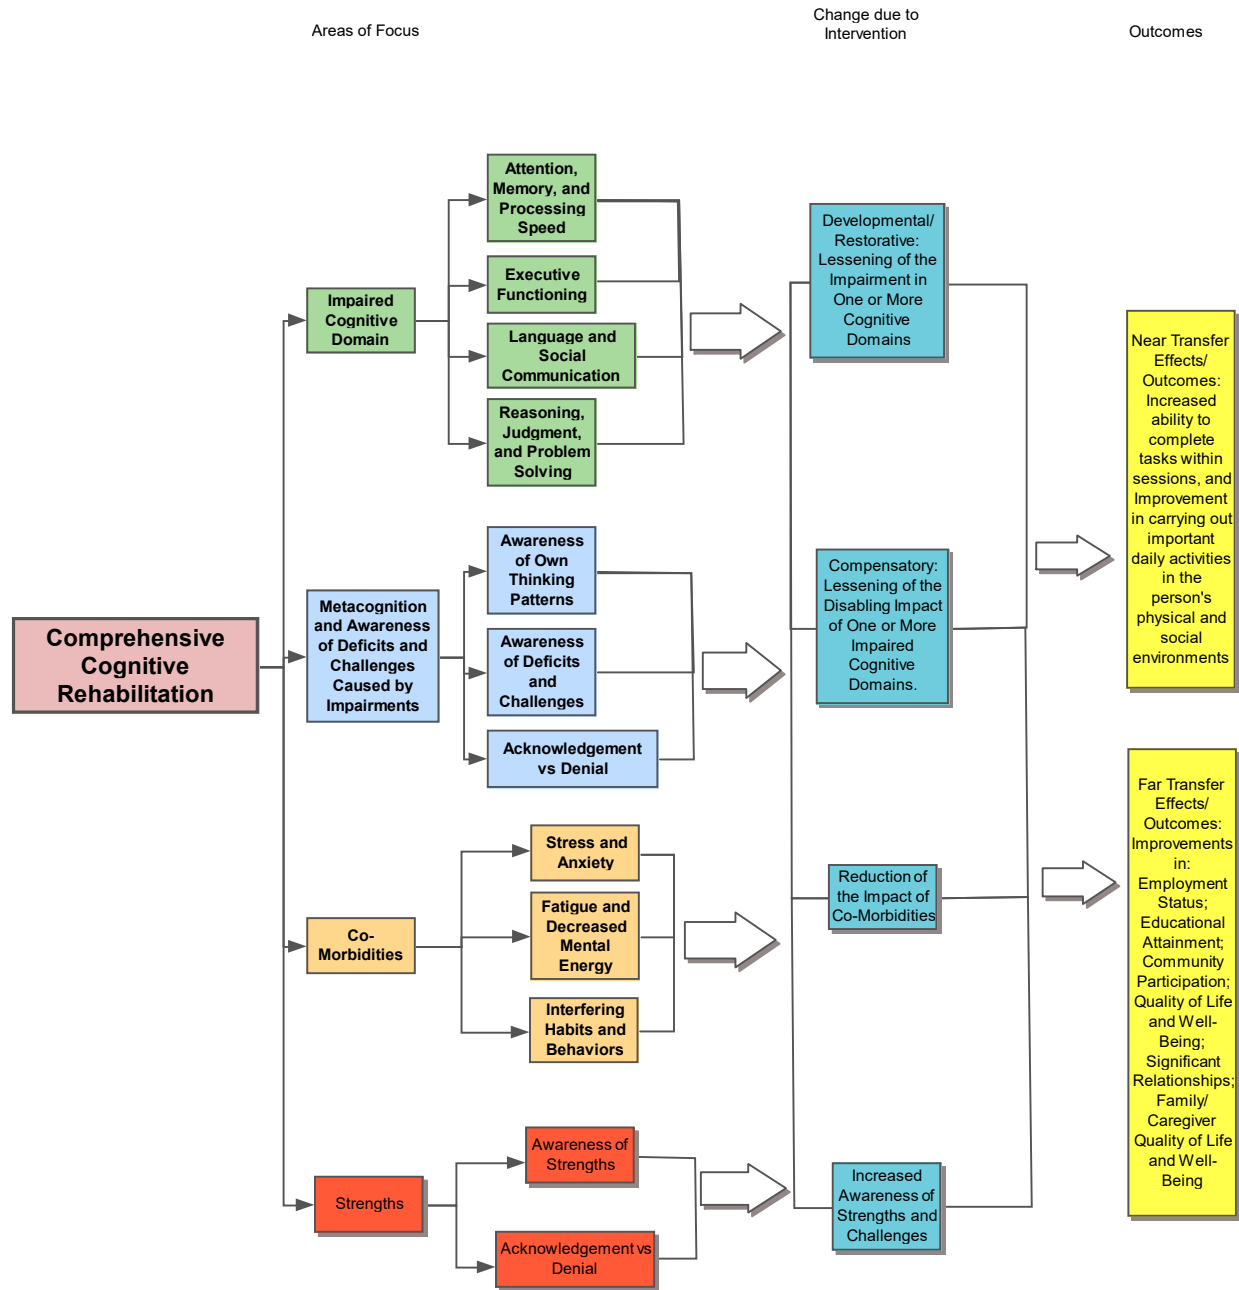 Areas of Focus
Change due to
Intervention
Outcomes
Comprehensive
Cognitive
Rehabilitation
Impaired
Cognitive
Domain
Attention,
Memory, and
Processing
Speed
Executive
Functioning
Language and
Social
Communication
Reasoning,
Judgment,
and Problem
Solving
Metacognition
and Awareness
of Deficits and
Challenges
Caused by
Impairments
Awareness
of Own
Thinking
Patterns
Awareness
of Deficits
and
Challenges
Acknowledgement
vs Denial
Co-
Morbidities
Stress and
Anxiety
Fatigue and
Decreased
Mental
Energy
Interfering
Habits and
Behaviors
Strengths
Awareness of
Strengths
Acknowledgement vs
Denial
Developmental/
Restorative:
Lessening of the
Impairment in
One or More
Cognitive
Domains
Compensatory:
Lessening of the
Disabling Impact
of One or More
Impaired
Cognitive
Domains.
Reduction of
the Impact of
Co-Morbidities
Increased
Awareness of
Strengths and
Challenges
Near Transfer
Effects/
Outcomes:
Increased
ability to
complete
tasks within
sessions, and
Improvement
in carrying out
important
daily activities
in the
person's
physical and
social
environments
Far Transfer
Effects/
Outcomes:
Improvements
in:
Employment
Status;
Educational
Attainment;
Community
Participation;
Quality of Life
and Well-
Being;
Significant
Relationships;
Family/
Caregiver
Quality of Life
and Well-
Being